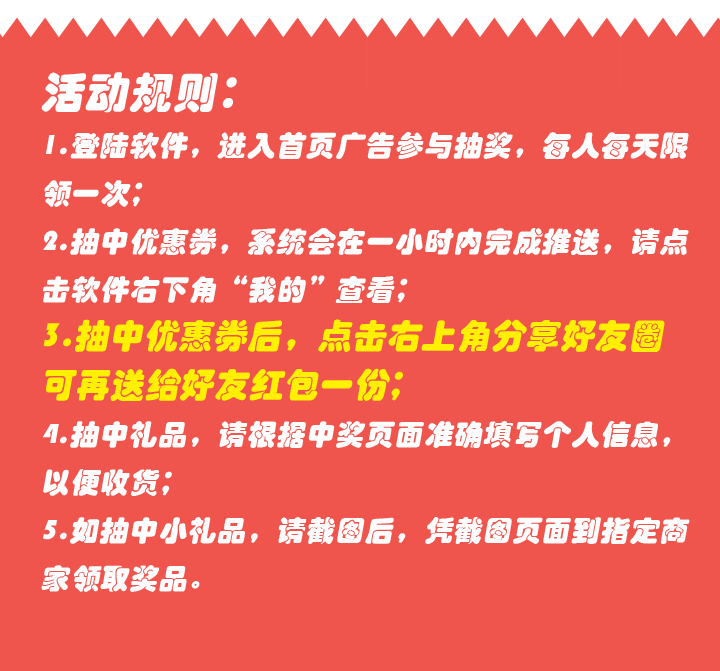 活动规则：
1.登陆软件，进入首页广告参与抽奖，每人每天限
领一次；
2.抽中优惠券，系统会在一小时内完成推送，请点
击软件右下角“我的”查看；
3.抽中优惠券后，点击右上角分享好友圈
可再送给好友红包一份；
4.抽中礼品，请根据中奖页面准确填写个人信息，
以便收货；
5.如抽中小礼品，请截图后，凭截图页面到指定商
家领取奖品。